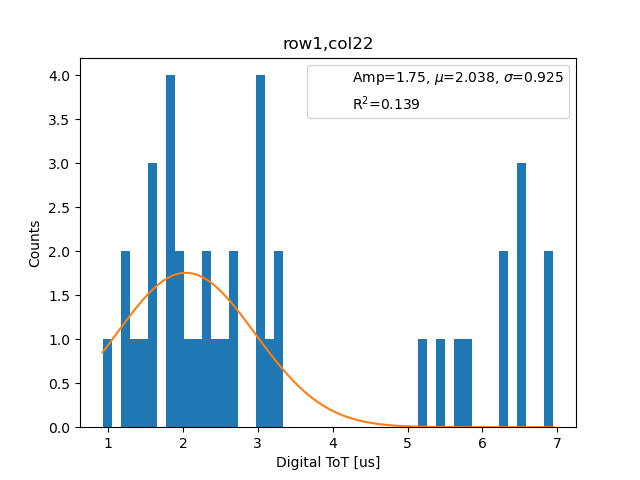 row1,col22
Amp=1.75, μ=2.038, σ=0.925
R²=0.139
Counts
4.0
3.5
3.0
2.5
2.0
1.5
1.0
0.5
0.0
1 2 3 4 5 6 7
Digital ToT [us]